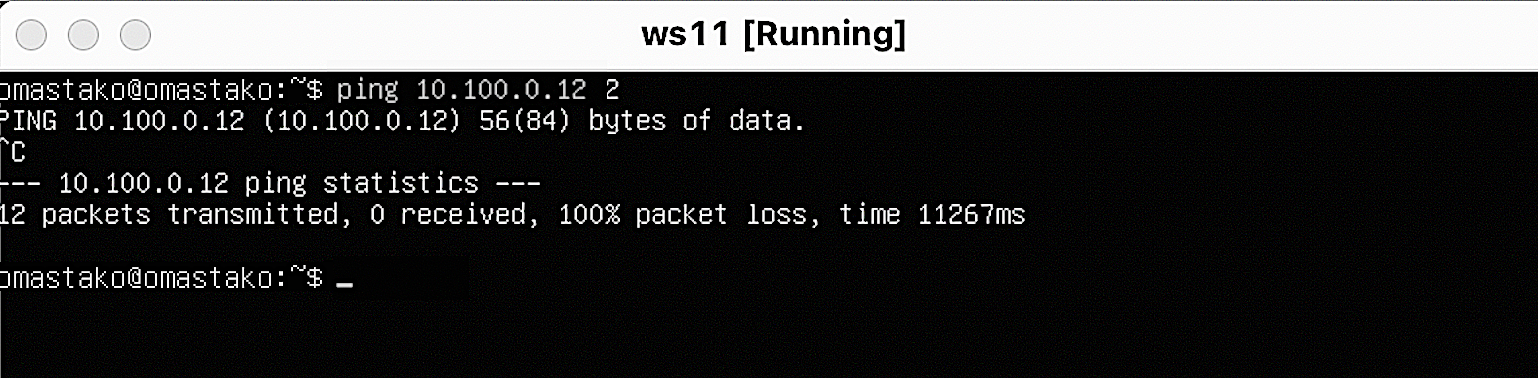 ws11 [Running]
omastako@omastako:~$ ping 10.100.0.12 2
PING 10.100.0.12 (10.100.0.12) 56(84) bytes of data.
^C
--- 10.100.0.12 ping statistics ---
12 packets transmitted, 0 received, 100% packet loss, time 11267ms
omastako@omastako:~$ _